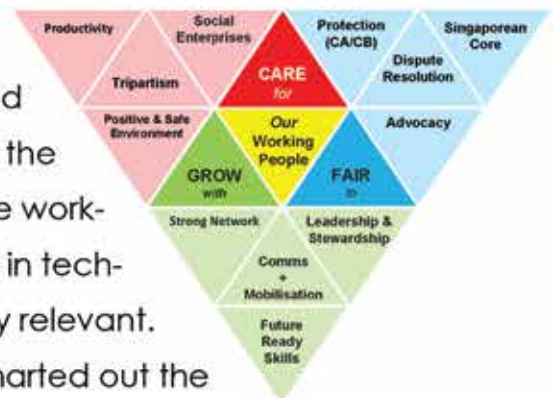 Productivity
Social
Enterprises
Protection
(CA/CB)
Singaporean
Core
Tripartism
CARE
for
Dispute
Resolution
Positive & Safe
Environment
Our
Working
People
Advocacy
GROW
with
FAIR
to
Strong Network
Leadership &
Stewardship
Comms
+
Mobilisation
Future
Ready
Skills
d
the
e work-
in tech-
y relevant.
harted out the